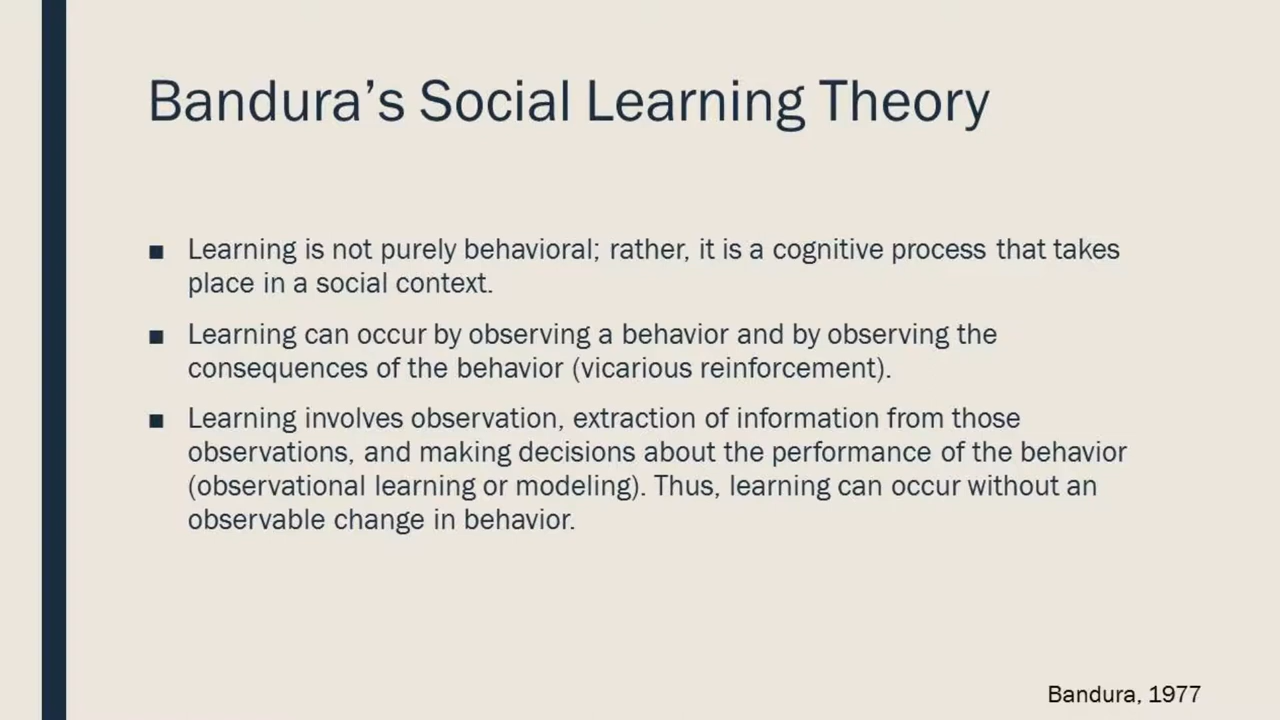 Bandura’s Social Learning Theory
■ Learning is not purely behavioral; rather, it is a cognitive process that takes
place in a social context.
■ Learning can occur by observing a behavior and by observing the
consequences of the behavior (vicarious reinforcement).
■ Learning involves observation, extraction of information from those
observations, and making decisions about the performance of the behavior
(observational learning or modeling). Thus, learning can occur without an
observable change in behavior.
Bandura, 1977